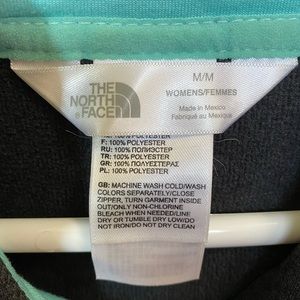 THE
NORTH
FACE
M/M
WOMENS/FEMMES
Made in Mexico
Fabriqué au Mexique
100% POLYESTER
F: 100% POLYESTER
RU: 100% ПОЛИЭСТЕР
TR: 100% POLYESTER
GR: 100% ΠΟΛΥΕΣΤΕΡΑΣ
PL: 100% POLYESTER
GB: MACHINE WASH COLD/WASH
COLORS SEPARATELY/CLOSE
ZIPPER, TURN GARMENT INSIDE
OUT/ONLY NON-CHLORINE
BLEACH WHEN NEEDED/LINE
DRY OR TUMBLE DRY LOW/DO
NOT IRON/DO NOT DRY CLEAN